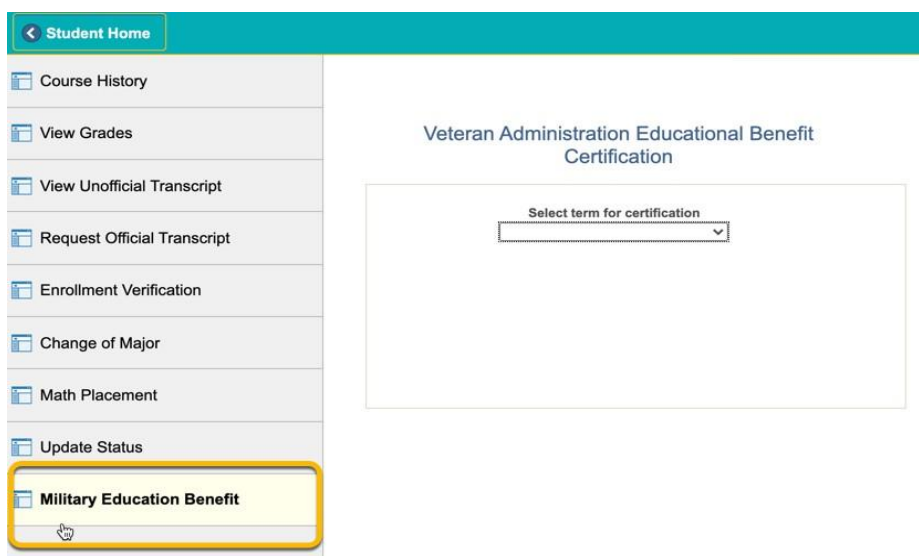 Student Home
Course History
View Grades
View Unofficial Transcript
Request Official Transcript
Enrollment Verification
Change of Major
Math Placement
Update Status
Military Education Benefit
Veteran Administration Educational Benefit
Certification
Select term for certification